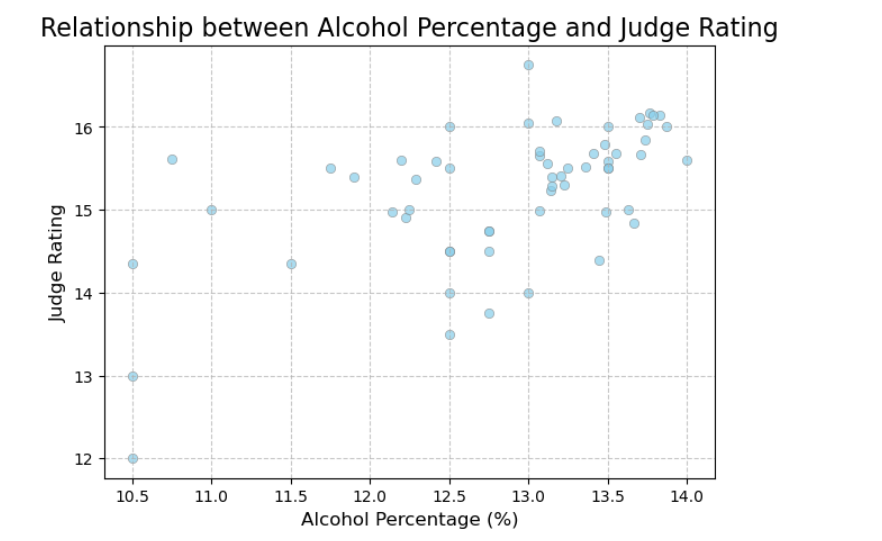 Relationship between Alcohol Percentage and Judge Rating
16
15
14
13
12
Judge Rating
10.5 11.0 11.5 12.0 12.5 13.0 13.5 14.0
Alcohol Percentage (%)